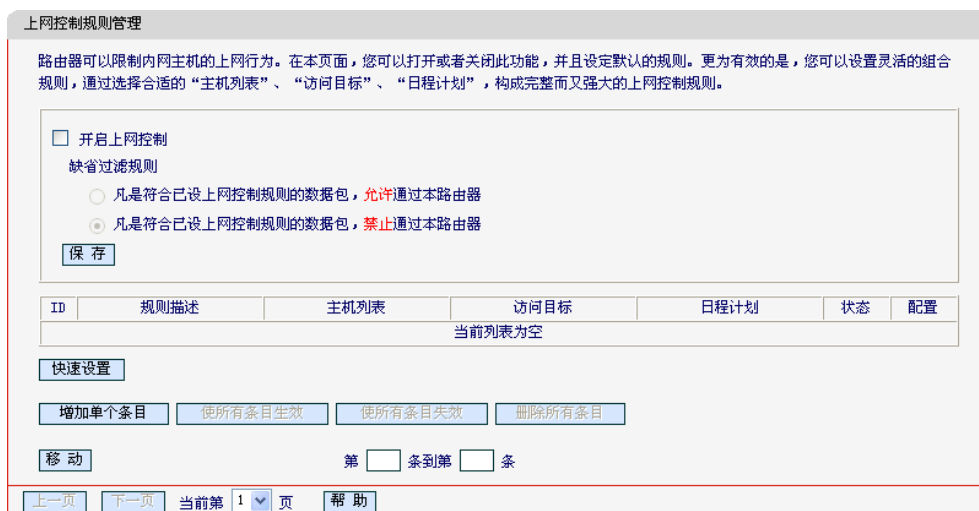 上网控制规则管理
路由器可以限制内网主机的上网行为。在本页面，您可以打开或者关闭此功能，并且设定默认的规则。更为有效的是，您可以设置灵活的组合
规则，通过选择合适的“主机列表”、“访问目标”、“日程计划”，构成完整而又强大的上网控制规则。
开启上网控制
缺省过滤规则
凡是符合已设上网控制规则的数据包，允许通过本路由器
凡是符合已设上网控制规则的数据包，禁止通过本路由器
保 存
ID 规则描述 主机列表 访问目标 日程计划 状态 配置
当前列表为空
快速设置
增加单个条目 使所有条目生效 使所有条目失效 删除所有条目
移 动 第 条到第 条
上一页 下一页 当前第 1 页 帮 助